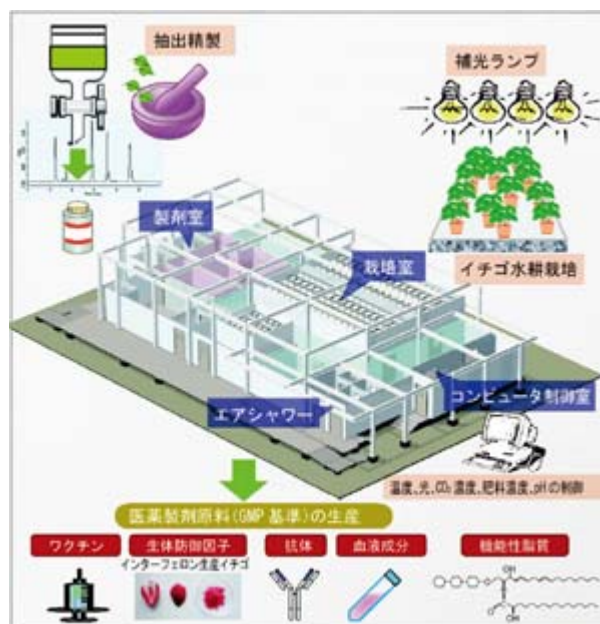 抽出精製
補光ランプ
製剤室
栽培室
イチゴ水耕栽培
エアシャワー
コンピュータ制御室
温度、光、CO₂温度、肥料温度、pHの制御
医薬製剤原料(GMP基準)の生産
ワクチン
生体防御因子
抗体
血液成分
機能性脂質
インターフェロン生産イチゴ
OH
O
OH